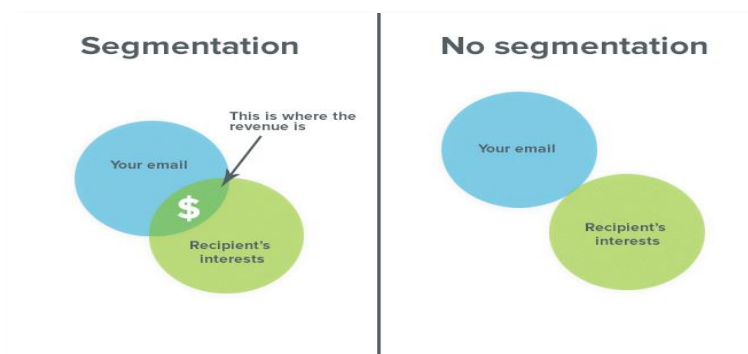 Segmentation
This is where the
revenue is
Your email
$
Recipient's
interests
No segmentation
Your email
Recipient's
interests